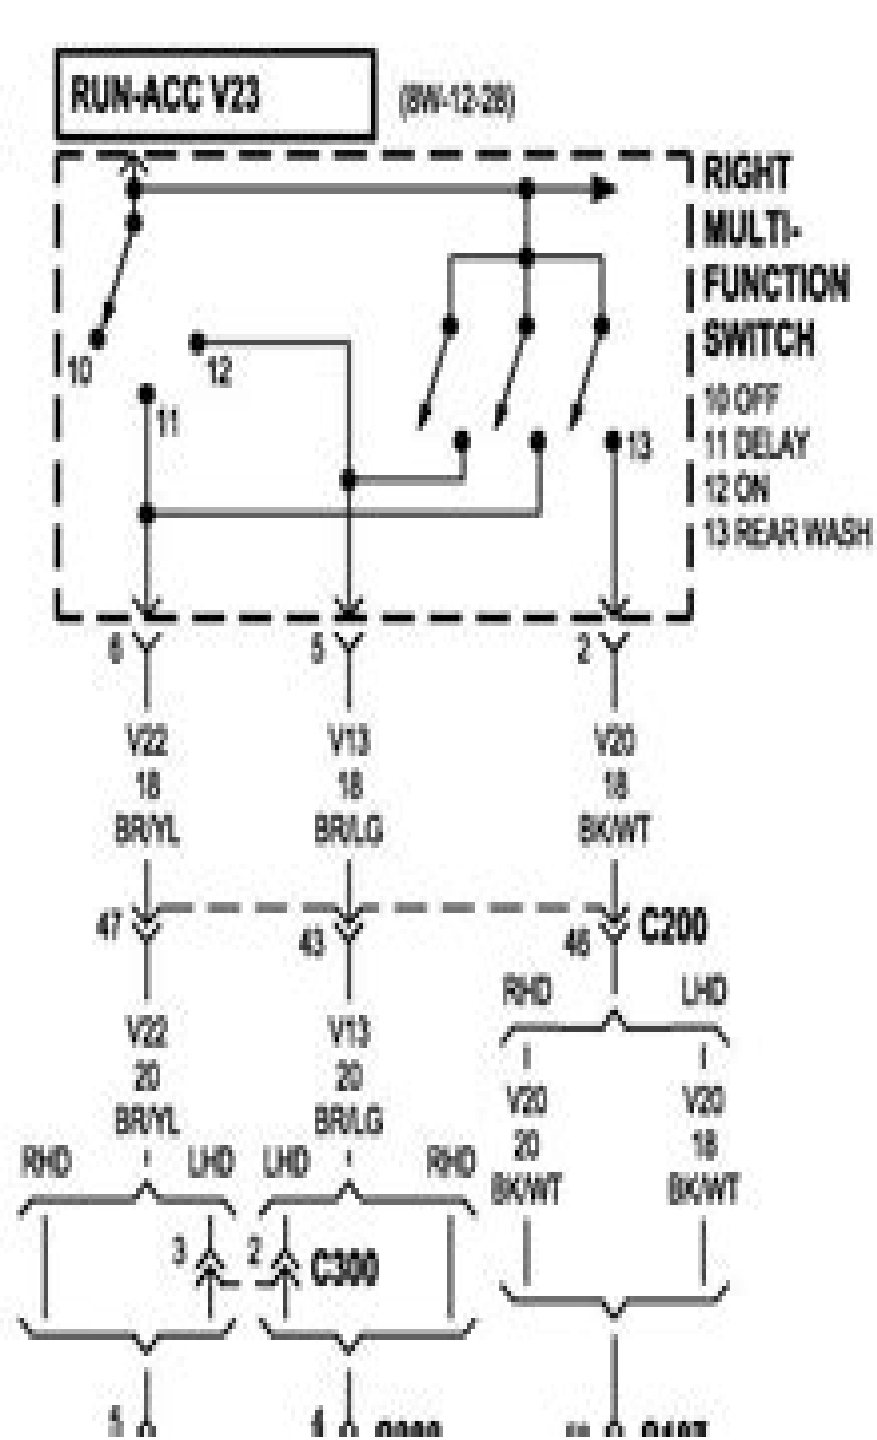 RUN-ACC V23
(8W-12-28)
RIGHT
MULTI-
FUNCTION
SWITCH
10 OFF
11 DELAY
12 ON
13 REAR WASH
10
12
11
13
6
5
2
V22
18
BR/YL
V13
18
BR/LG
V20
18
BK/WT
47
43
46
C200
V22
20
BR/YL
V13
20
BR/LG
RHD
LHD
V20
20
BK/WT
V20
18
BK/WT
RHD
LHD
LHD
RHD
3
2
C300